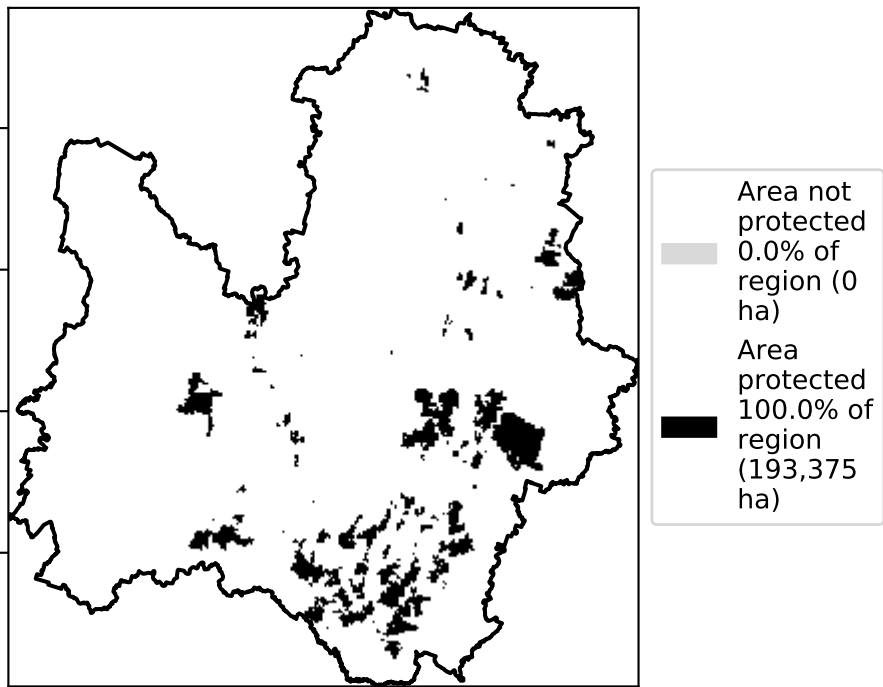 Area not
protected
0.0% of
region (0
ha)
Area
protected
100.0% of
region
(193,375
ha)